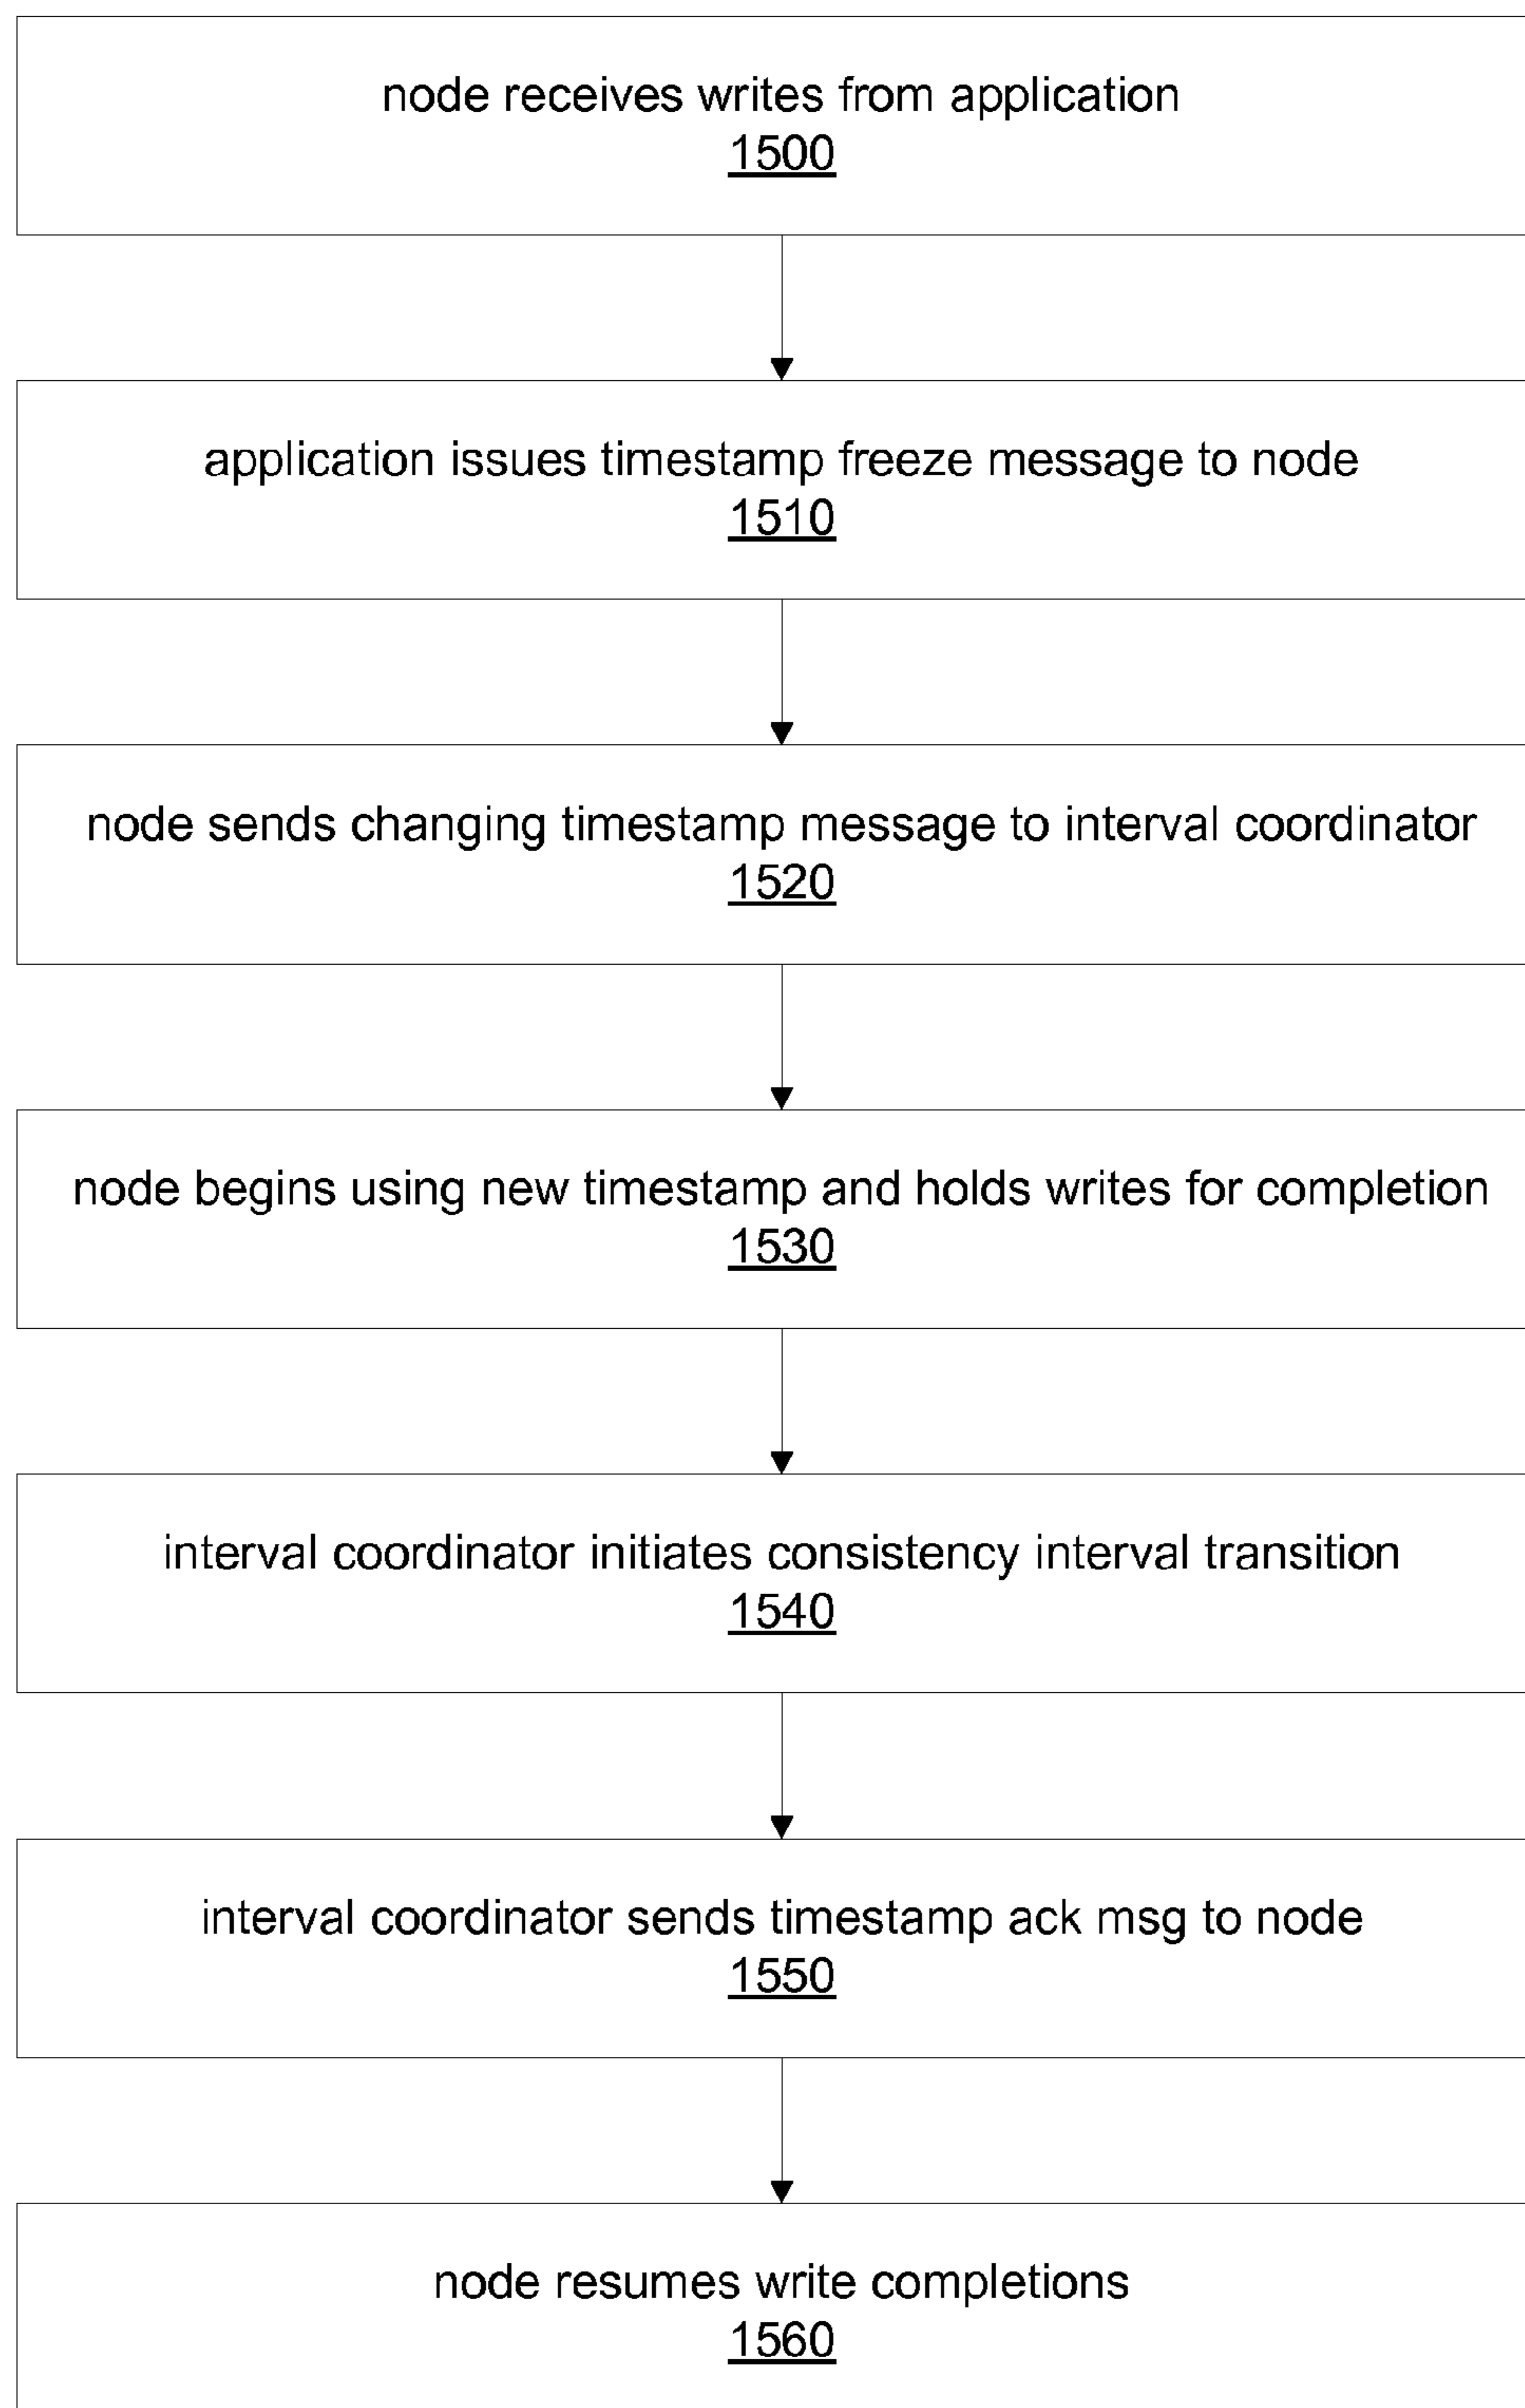 node receives writes from application
1500
application issues timestamp freeze message to node
1510
node sends changing timestamp message to interval coordinator
1520
node begins using new timestamp and holds writes for completion
1530
interval coordinator initiates consistency interval transition
1540
interval coordinator sends timestamp ack msg to node
1550
node resumes write completions
1560